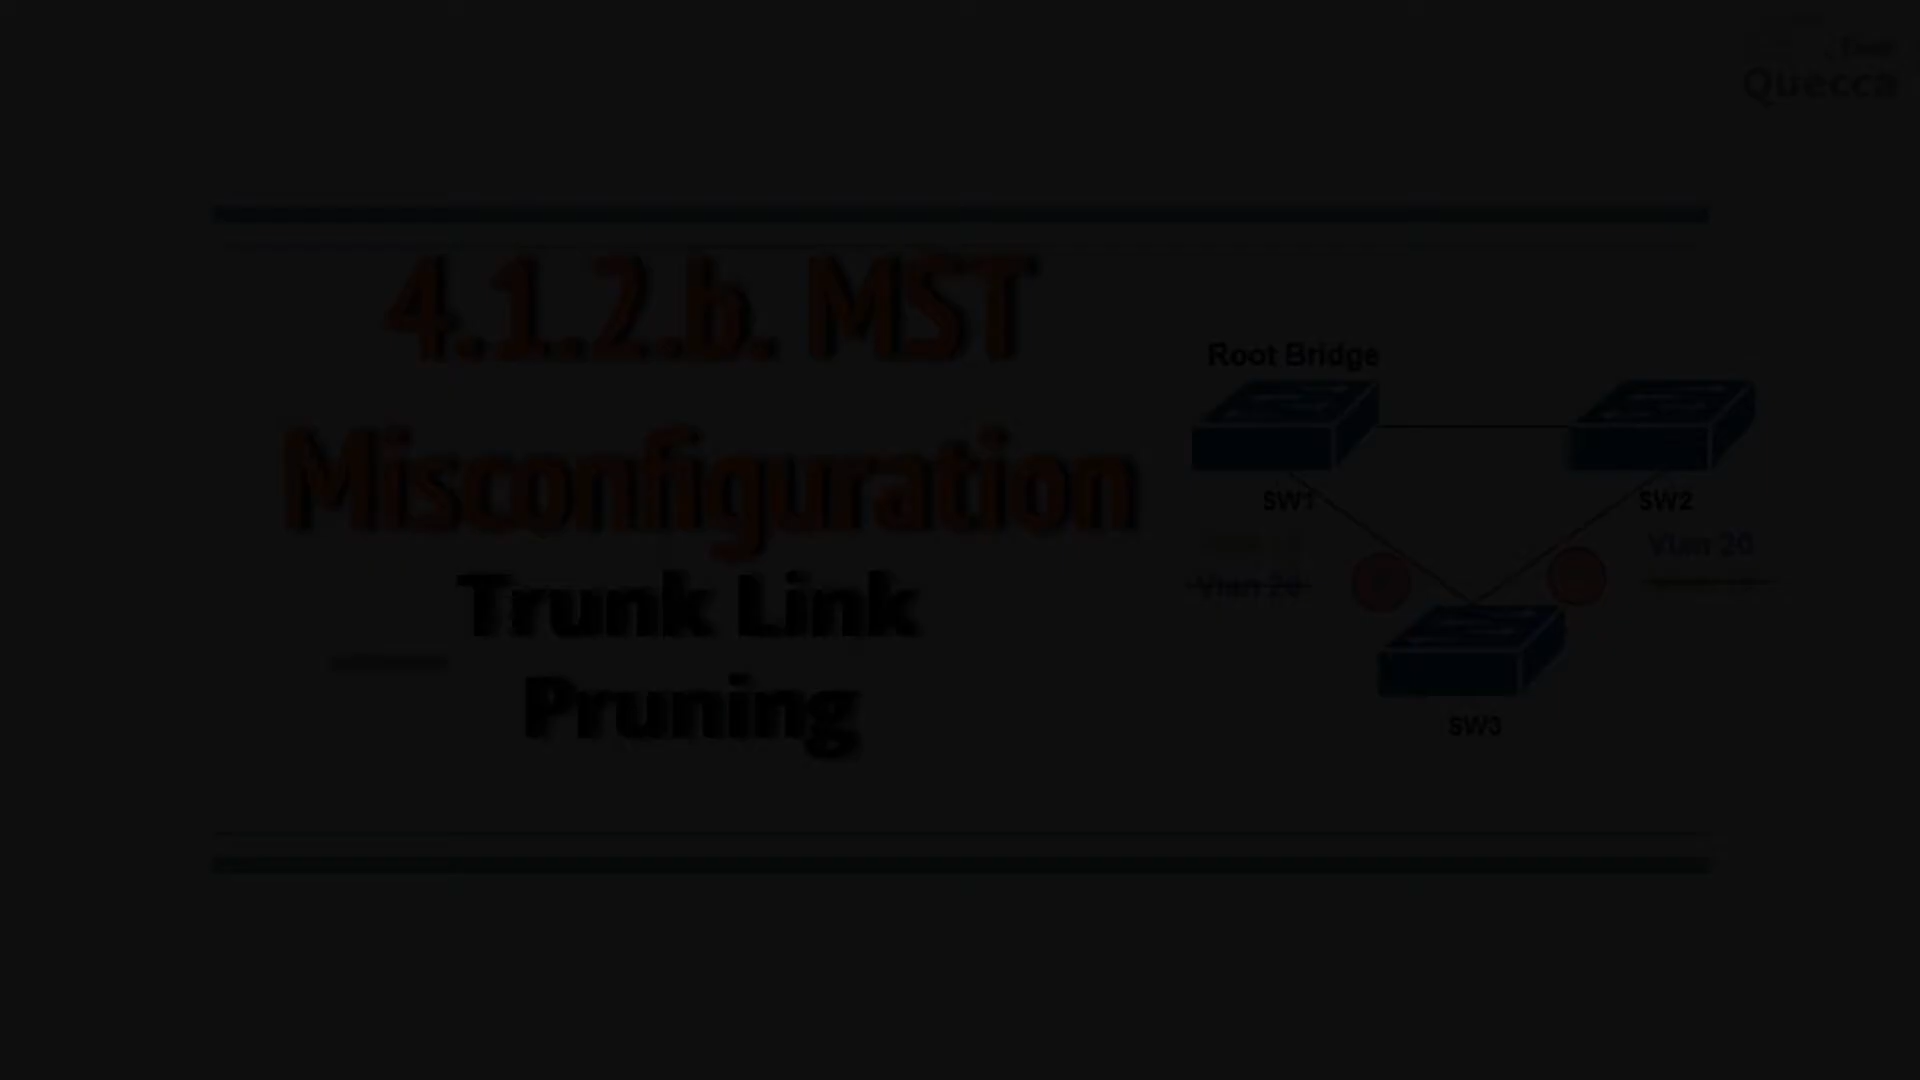 Quecca
4.1.2.b. MST
Misconfiguration
Trunk Link
Pruning
Root Bridge
SW1
SW2
Vlan 20
Vlan 20
SW3